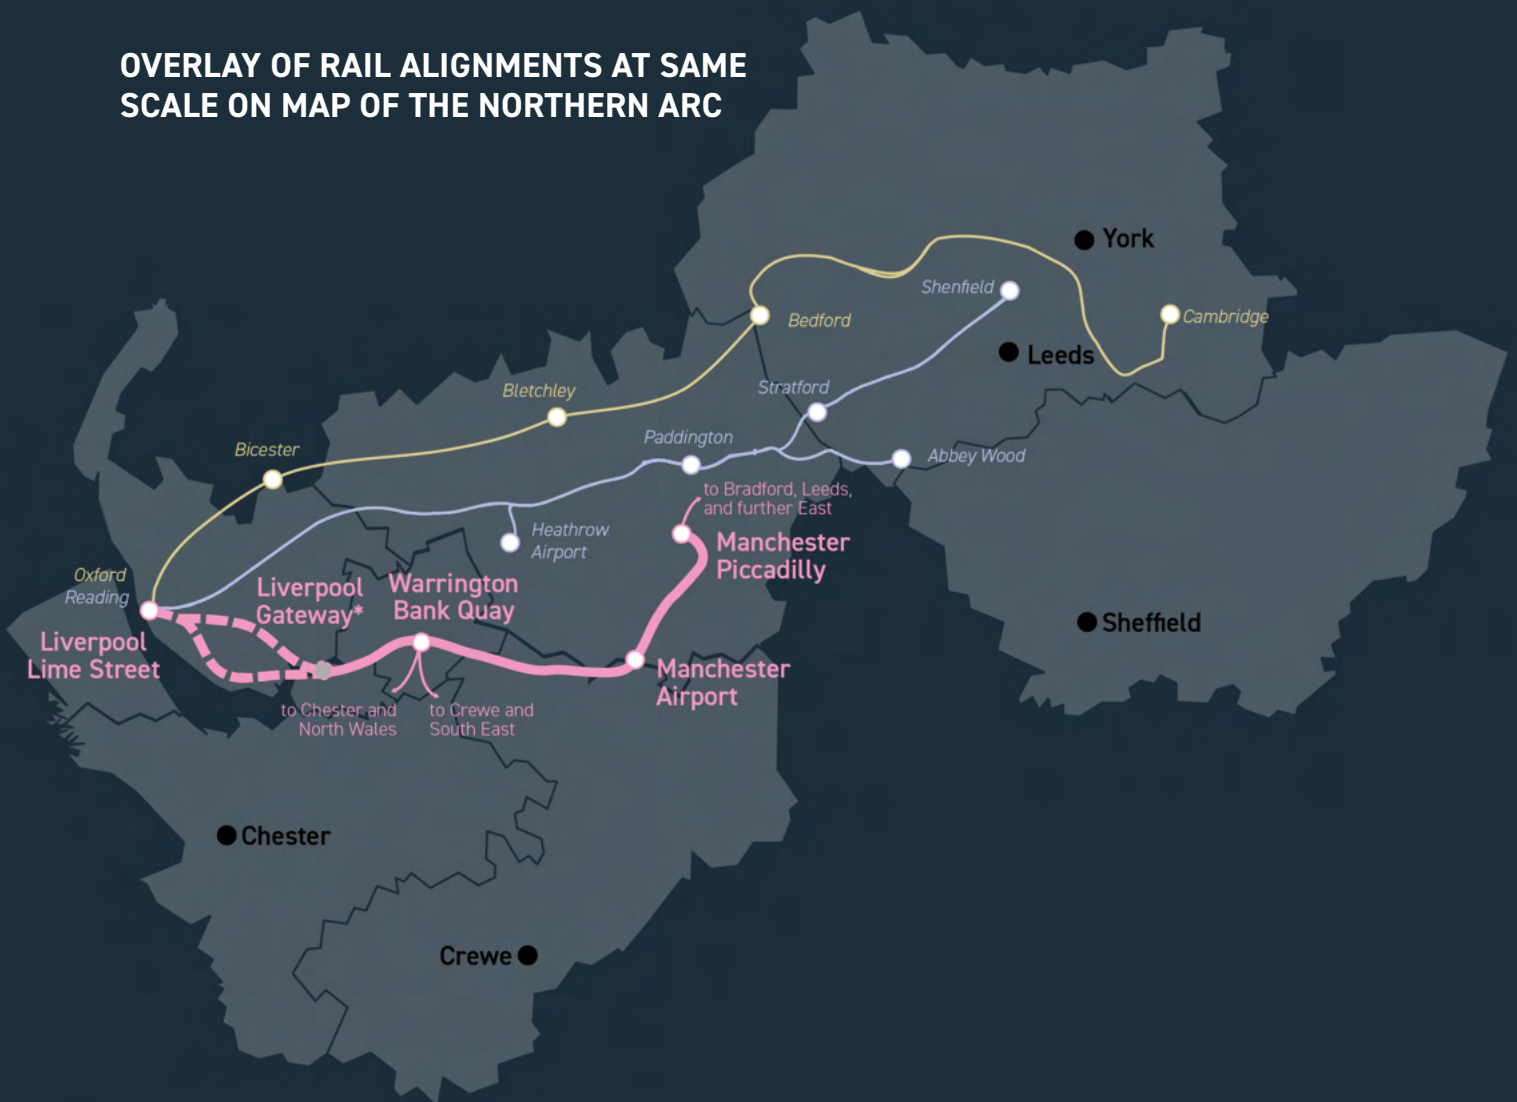 OVERLAY OF RAIL ALIGNMENTS AT SAME
SCALE ON MAP OF THE NORTHERN ARC
York
Shenfield
Cambridge
Bedford
Leeds
Stratford
Bletchley
Paddington
Bicester
Abbey Wood
to Bradford, Leeds,
and further East
Heathrow
Airport
Manchester
Piccadilly
Oxford
Reading
Liverpool
Gateway*
Warrington
Bank Quay
Sheffield
Liverpool
Lime Street
Manchester
Airport
to Chester and
North Wales
to Crewe and
South East
Chester
Crewe